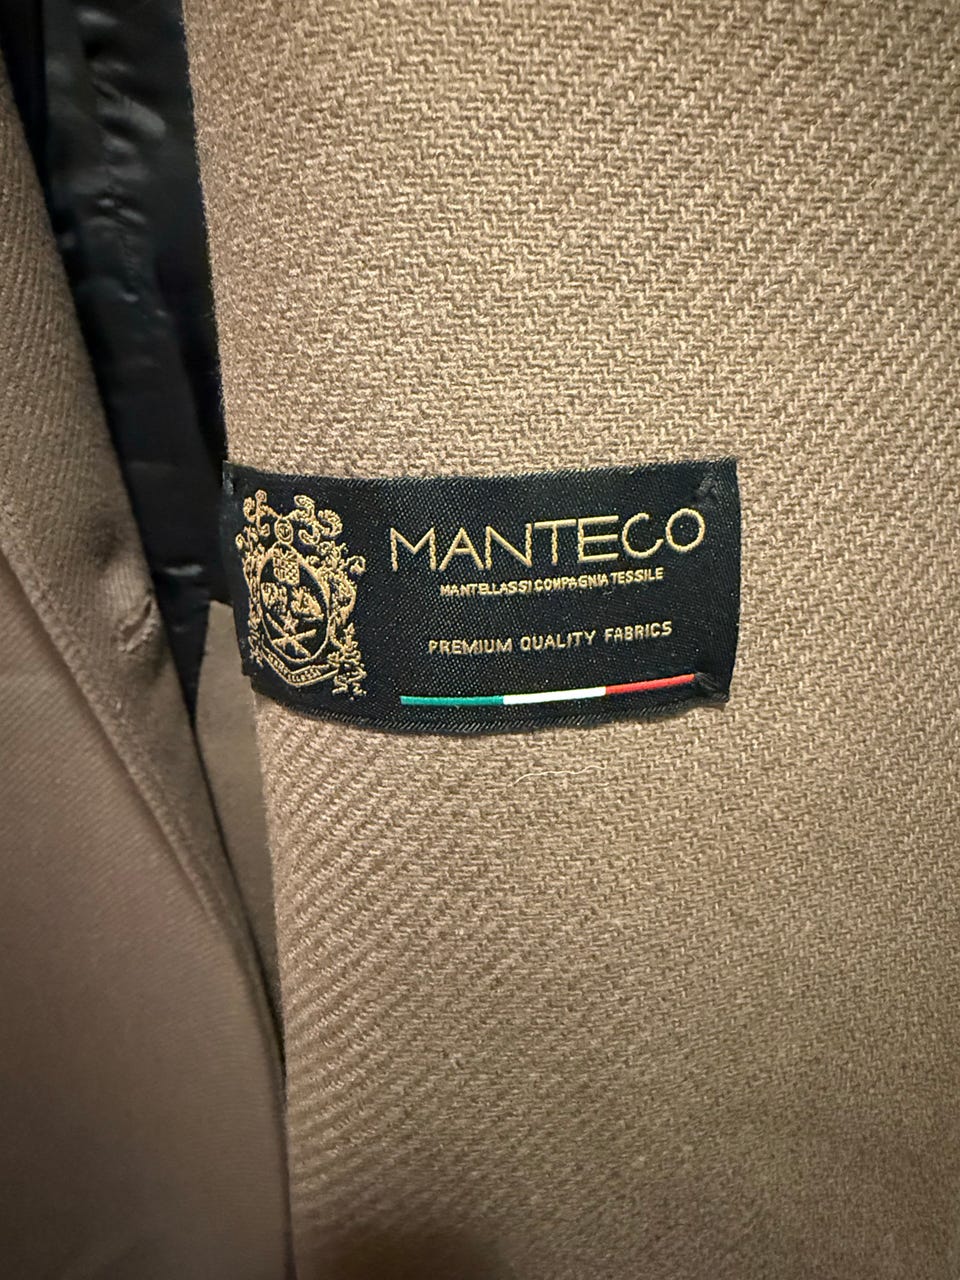 MANTECO
MANTELLASSI COMPAGNIA TESSILE
PREMIUM QUALITY FABRICS